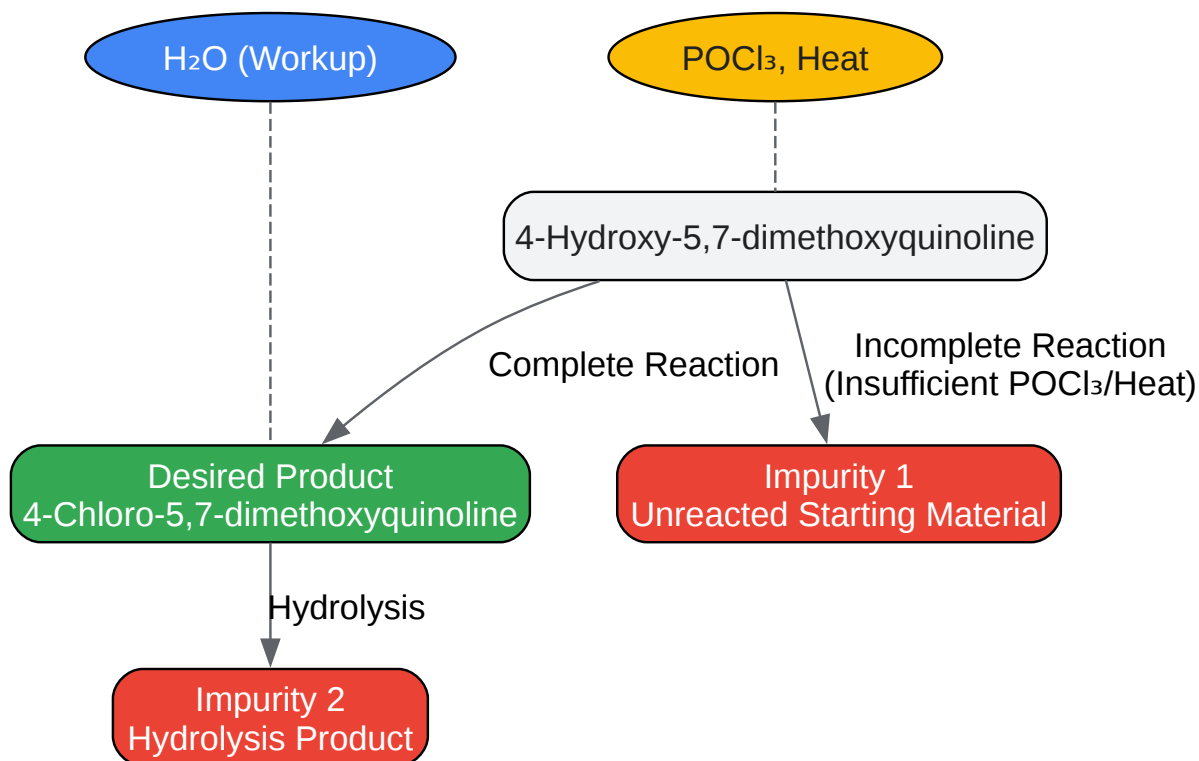 H₂O (Workup)
POCl₃, Heat
4-Hydroxy-5,7-dimethoxyquinoline
Complete Reaction
Incomplete Reaction
(Insufficient POCl₃/Heat)
Desired Product
4-Chloro-5,7-dimethoxyquinoline
Impurity 1
Unreacted Starting Material
Hydrolysis
Impurity 2
Hydrolysis Product